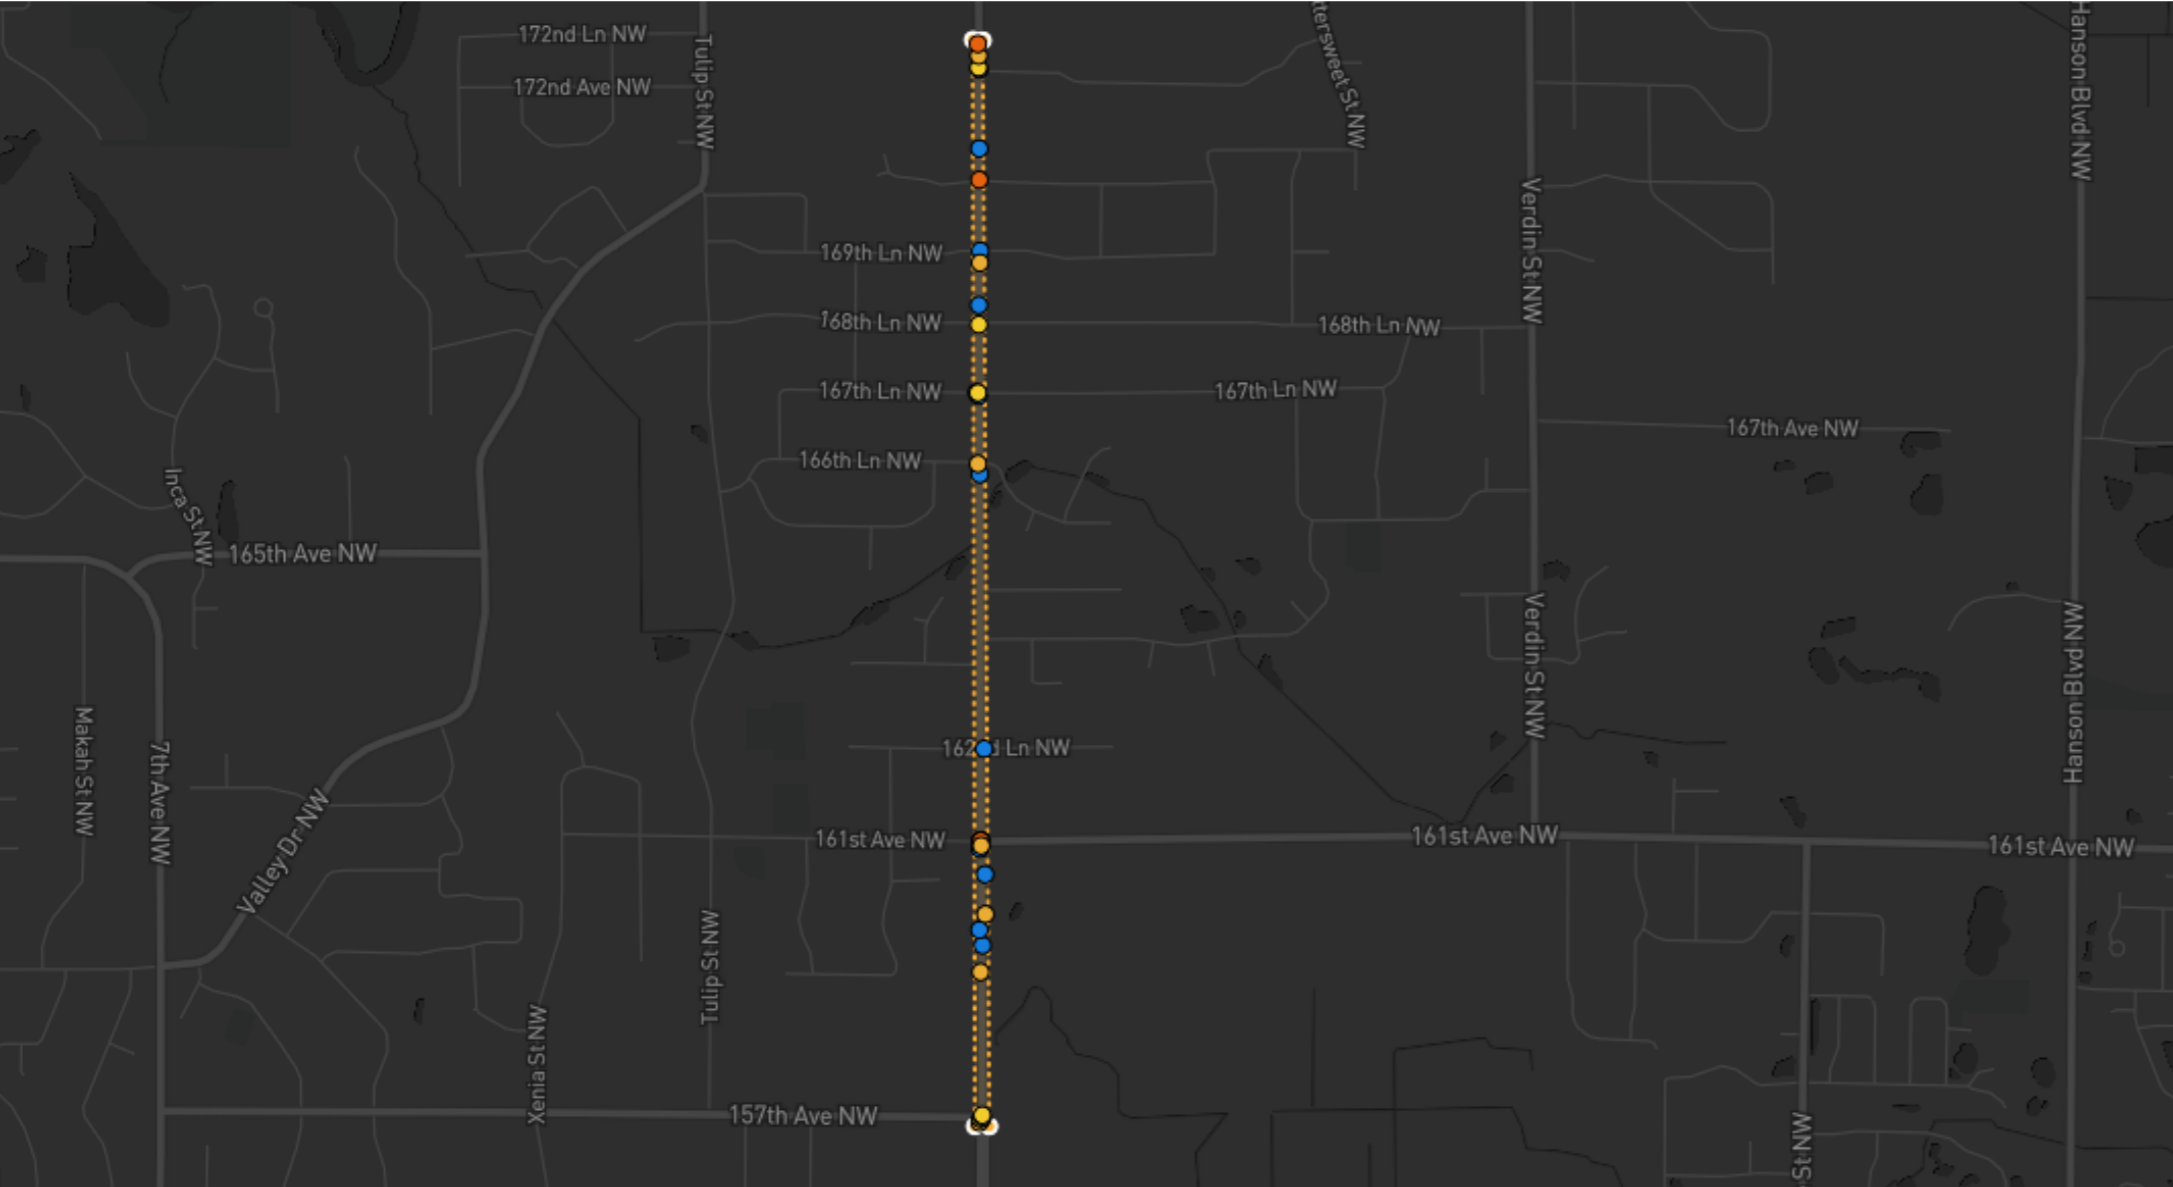 172nd Ln NW
172nd Ave NW
Tulip St NW
tersweet St NW
Hanson Blvd NW
Verdin St NW
169th Ln NW
168th Ln NW
168th Ln NW
167th Ln NW
167th Ln NW
167th Ave NW
166th Ln NW
Inca St NW
165th Ave NW
Verdin St NW
Hanson Blvd NW
Makah St NW
7th Ave NW
162nd Ln NW
Valley Dr NW
161st Ave NW
161st Ave NW
161st Ave NW
Tulip St NW
Xenia St NW
157th Ave NW
St NW